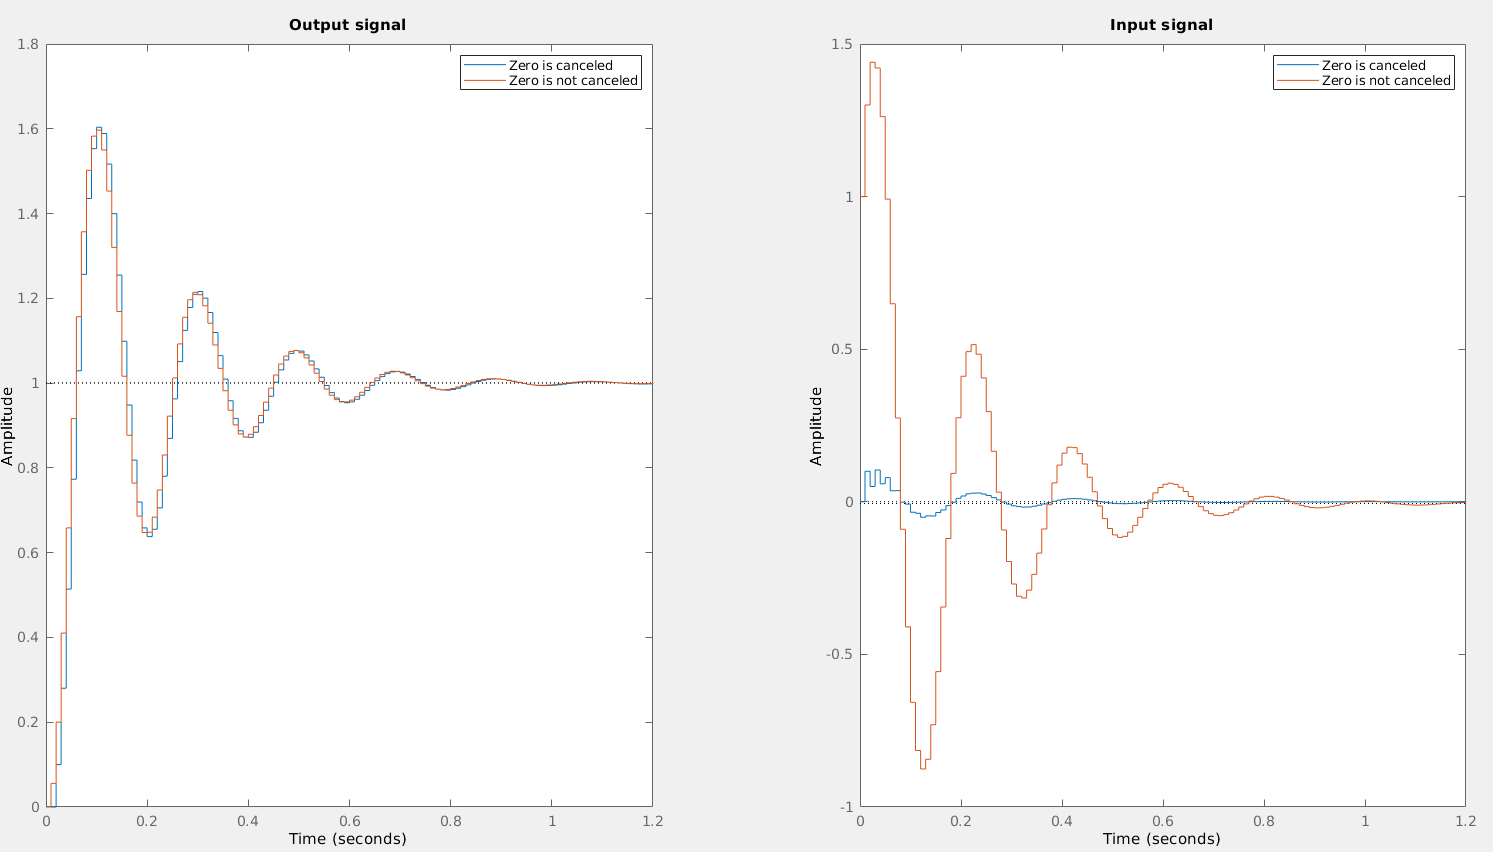 Output signal
1.8
1.6
1.4
1.2
1
0.8
0.6
0.4
0.2
0
Amplitude
Zero is canceled
Zero is not canceled
0 0.2 0.4 0.6 0.8 1 1.2
Time (seconds)
Input signal
1.5
1
0.5
0
-0.5
-1
Amplitude
Zero is canceled
Zero is not canceled
0 0.2 0.4 0.6 0.8 1 1.2
Time (seconds)